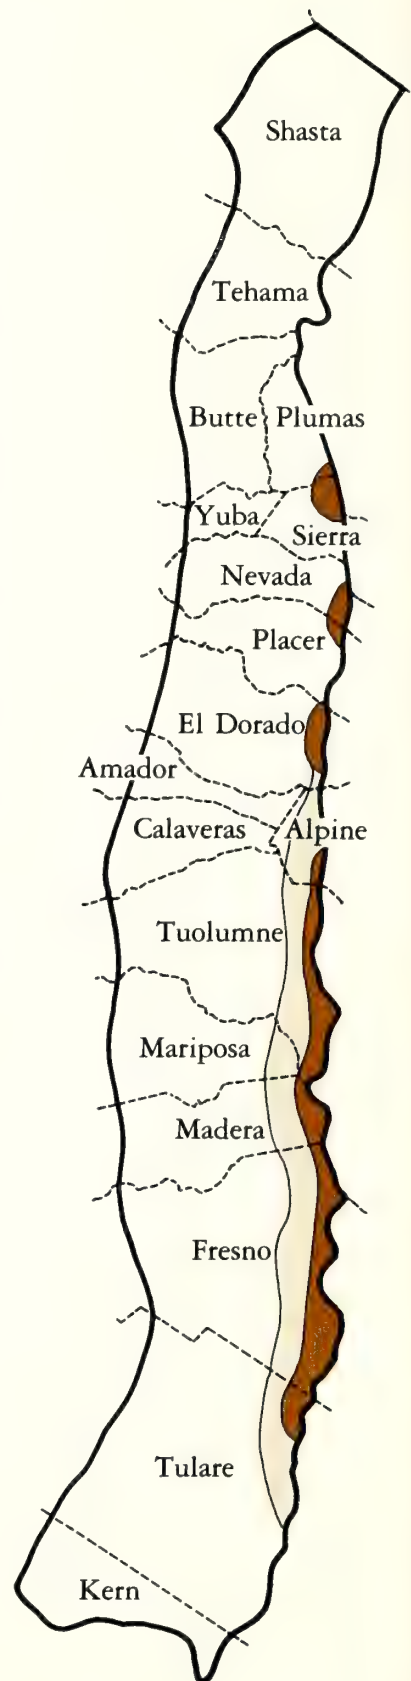 Shasta
Tehama
Butte Plumas
Yuba
Sierra
Nevada
Placer
El Dorado
Amador
Calaveras Alpine
Tuolumne
Mariposa
Madera
Fresno
Tulare
Kern